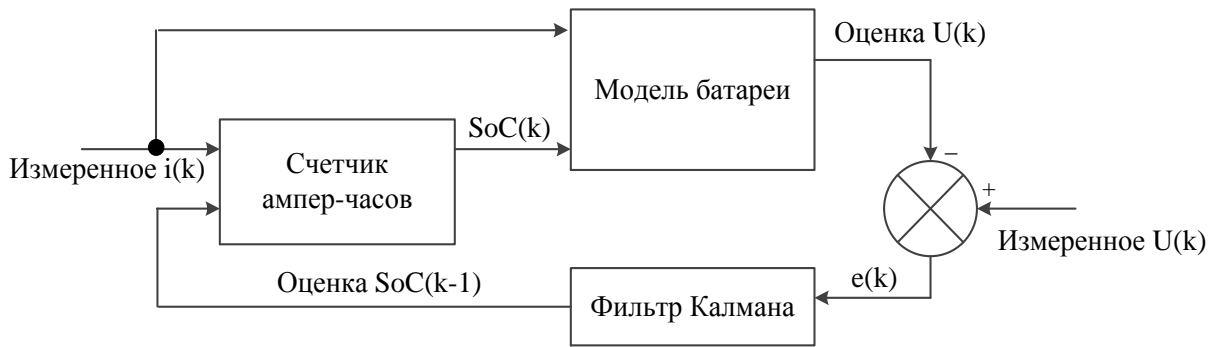 Оценка U(k)
Модель батареи
SoC(k)
–
Измеренное i(k)
Счетчик
ампер-часов
+
Измеренное U(k)
Оценка SoC(k-1)
e(k)
Фильтр Калмана